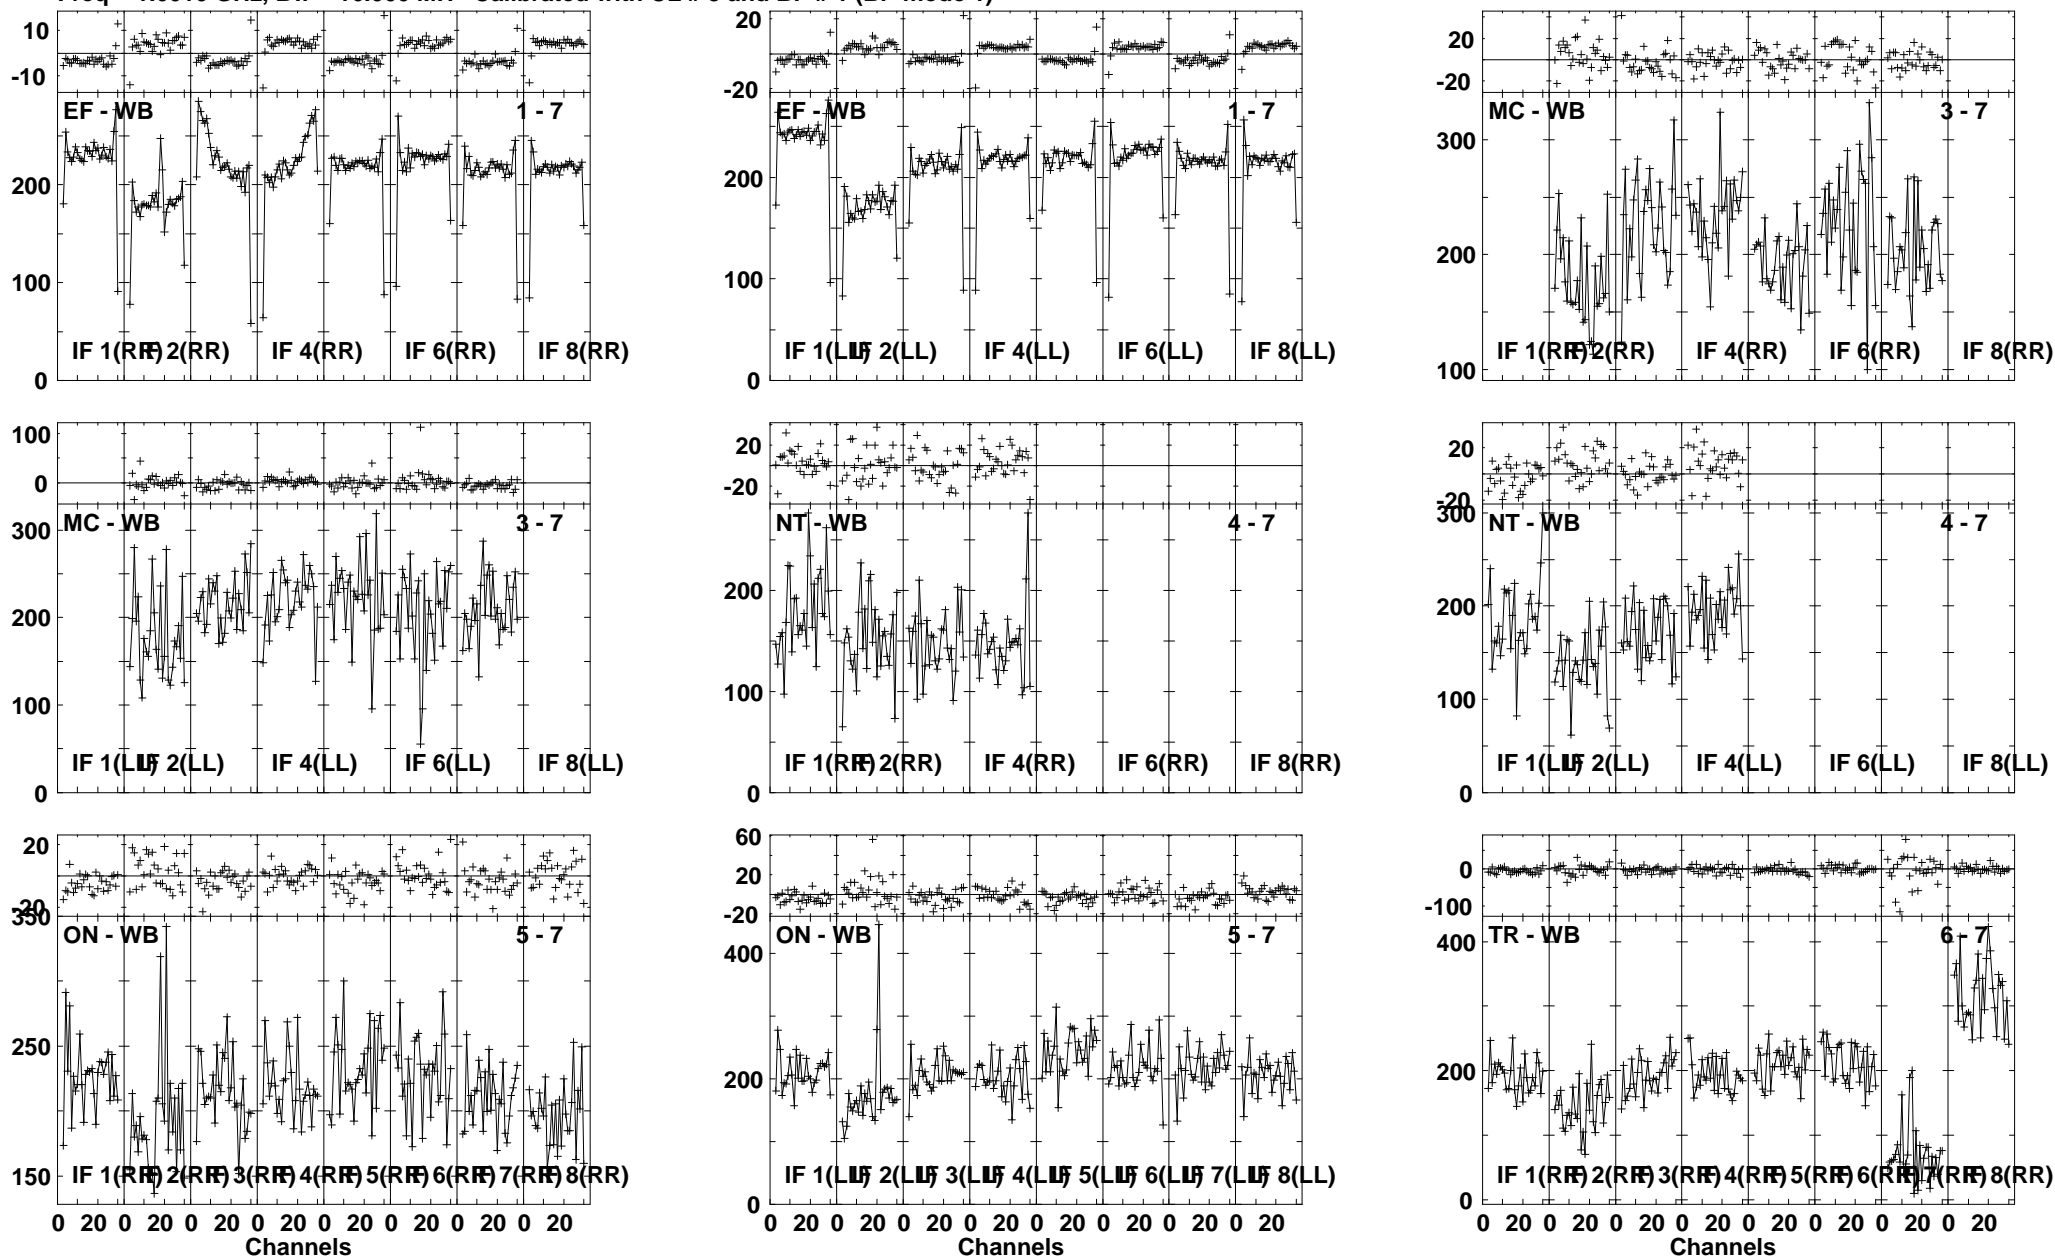 10
-10
EF - WB 1 - 7
200
100
0
IF 1(RR) IF 2(RR) IF 4(RR) IF 6(RR) IF 8(RR)
20
-20
EF - WB 1 - 7
200
100
0
IF 1(LL) IF 2(LL) IF 4(LL) IF 6(LL) IF 8(LL)
20
-20
MC - WB 3 - 7
300
200
100
IF 1(RR) IF 2(RR) IF 4(RR) IF 6(RR) IF 8(RR)
100
0
MC - WB 3 - 7
300
200
100
0
IF 1(LL) IF 2(LL) IF 4(LL) IF 6(LL) IF 8(LL)
20
-20
NT - WB 4 - 7
200
100
0
IF 1(RR) IF 2(RR) IF 4(RR) IF 6(RR) IF 8(RR)
20
-20
NT - WB 4 - 7
300
200
100
0
IF 1(LL) IF 2(LL) IF 4(LL) IF 6(LL) IF 8(LL)
20
-20
ON - WB 5 - 7
350
250
150
IF 1(RR) IF 2(RR) IF 3(RR) IF 4(RR) IF 5(RR) IF 6(RR) IF 7(RR) IF 8(RR)
0 20 0 20 0 20 0 20 0 20 0 20 0 20 0 20
Channels
60
20
-20
ON - WB 5 - 7
400
200
0
IF 1(LL) IF 2(LL) IF 3(LL) IF 4(LL) IF 5(LL) IF 6(LL) IF 7(LL) IF 8(LL)
0 20 0 20 0 20 0 20 0 20 0 20 0 20 0 20
Channels
0
-100
TR - WB 6 - 7
400
200
0
IF 1(RR) IF 2(RR) IF 3(RR) IF 4(RR) IF 5(RR) IF 6(RR) IF 7(RR) IF 8(RR)
0 20 0 20 0 20 0 20 0 20 0 20 0 20 0 20
Channels